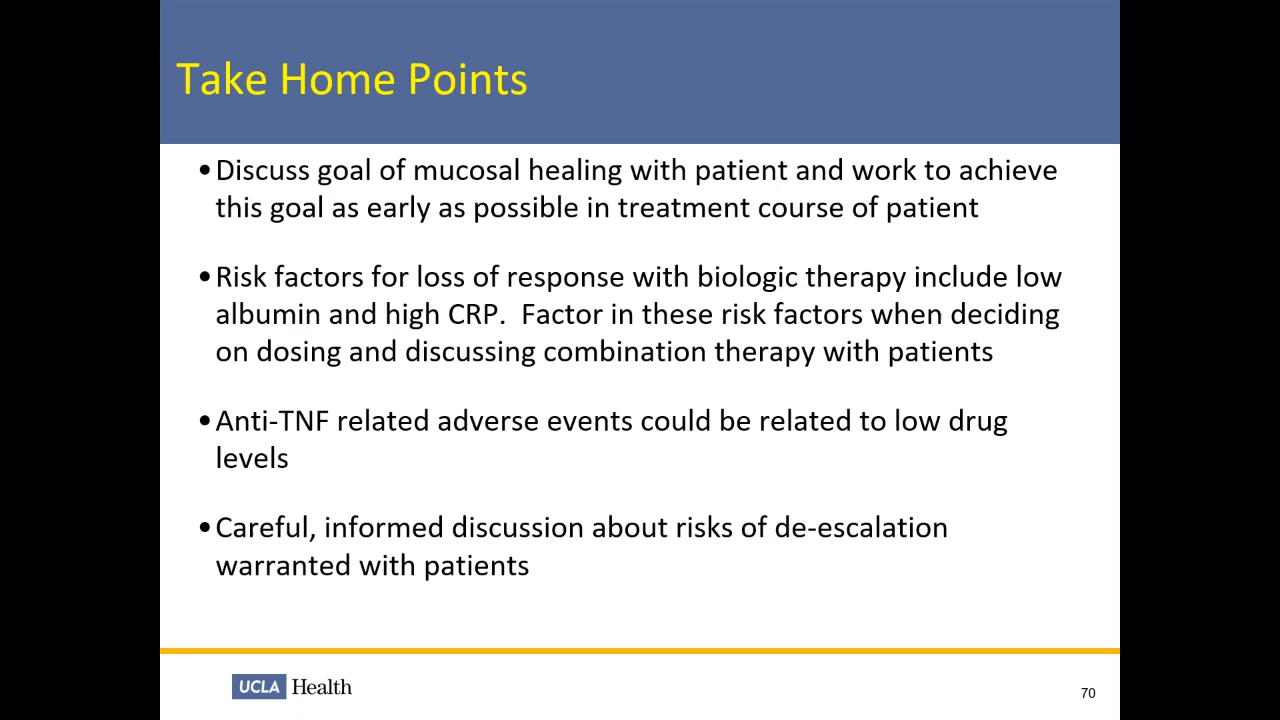 Take Home Points
•Discuss goal of mucosal healing with patient and work to achieve
this goal as early as possible in treatment course of patient
•Risk factors for loss of response with biologic therapy include low
albumin and high CRP.  Factor in these risk factors when deciding
on dosing and discussing combination therapy with patients
•Anti-TNF related adverse events could be related to low drug
levels
•Careful, informed discussion about risks of de-escalation
warranted with patients
UCLA Health
70